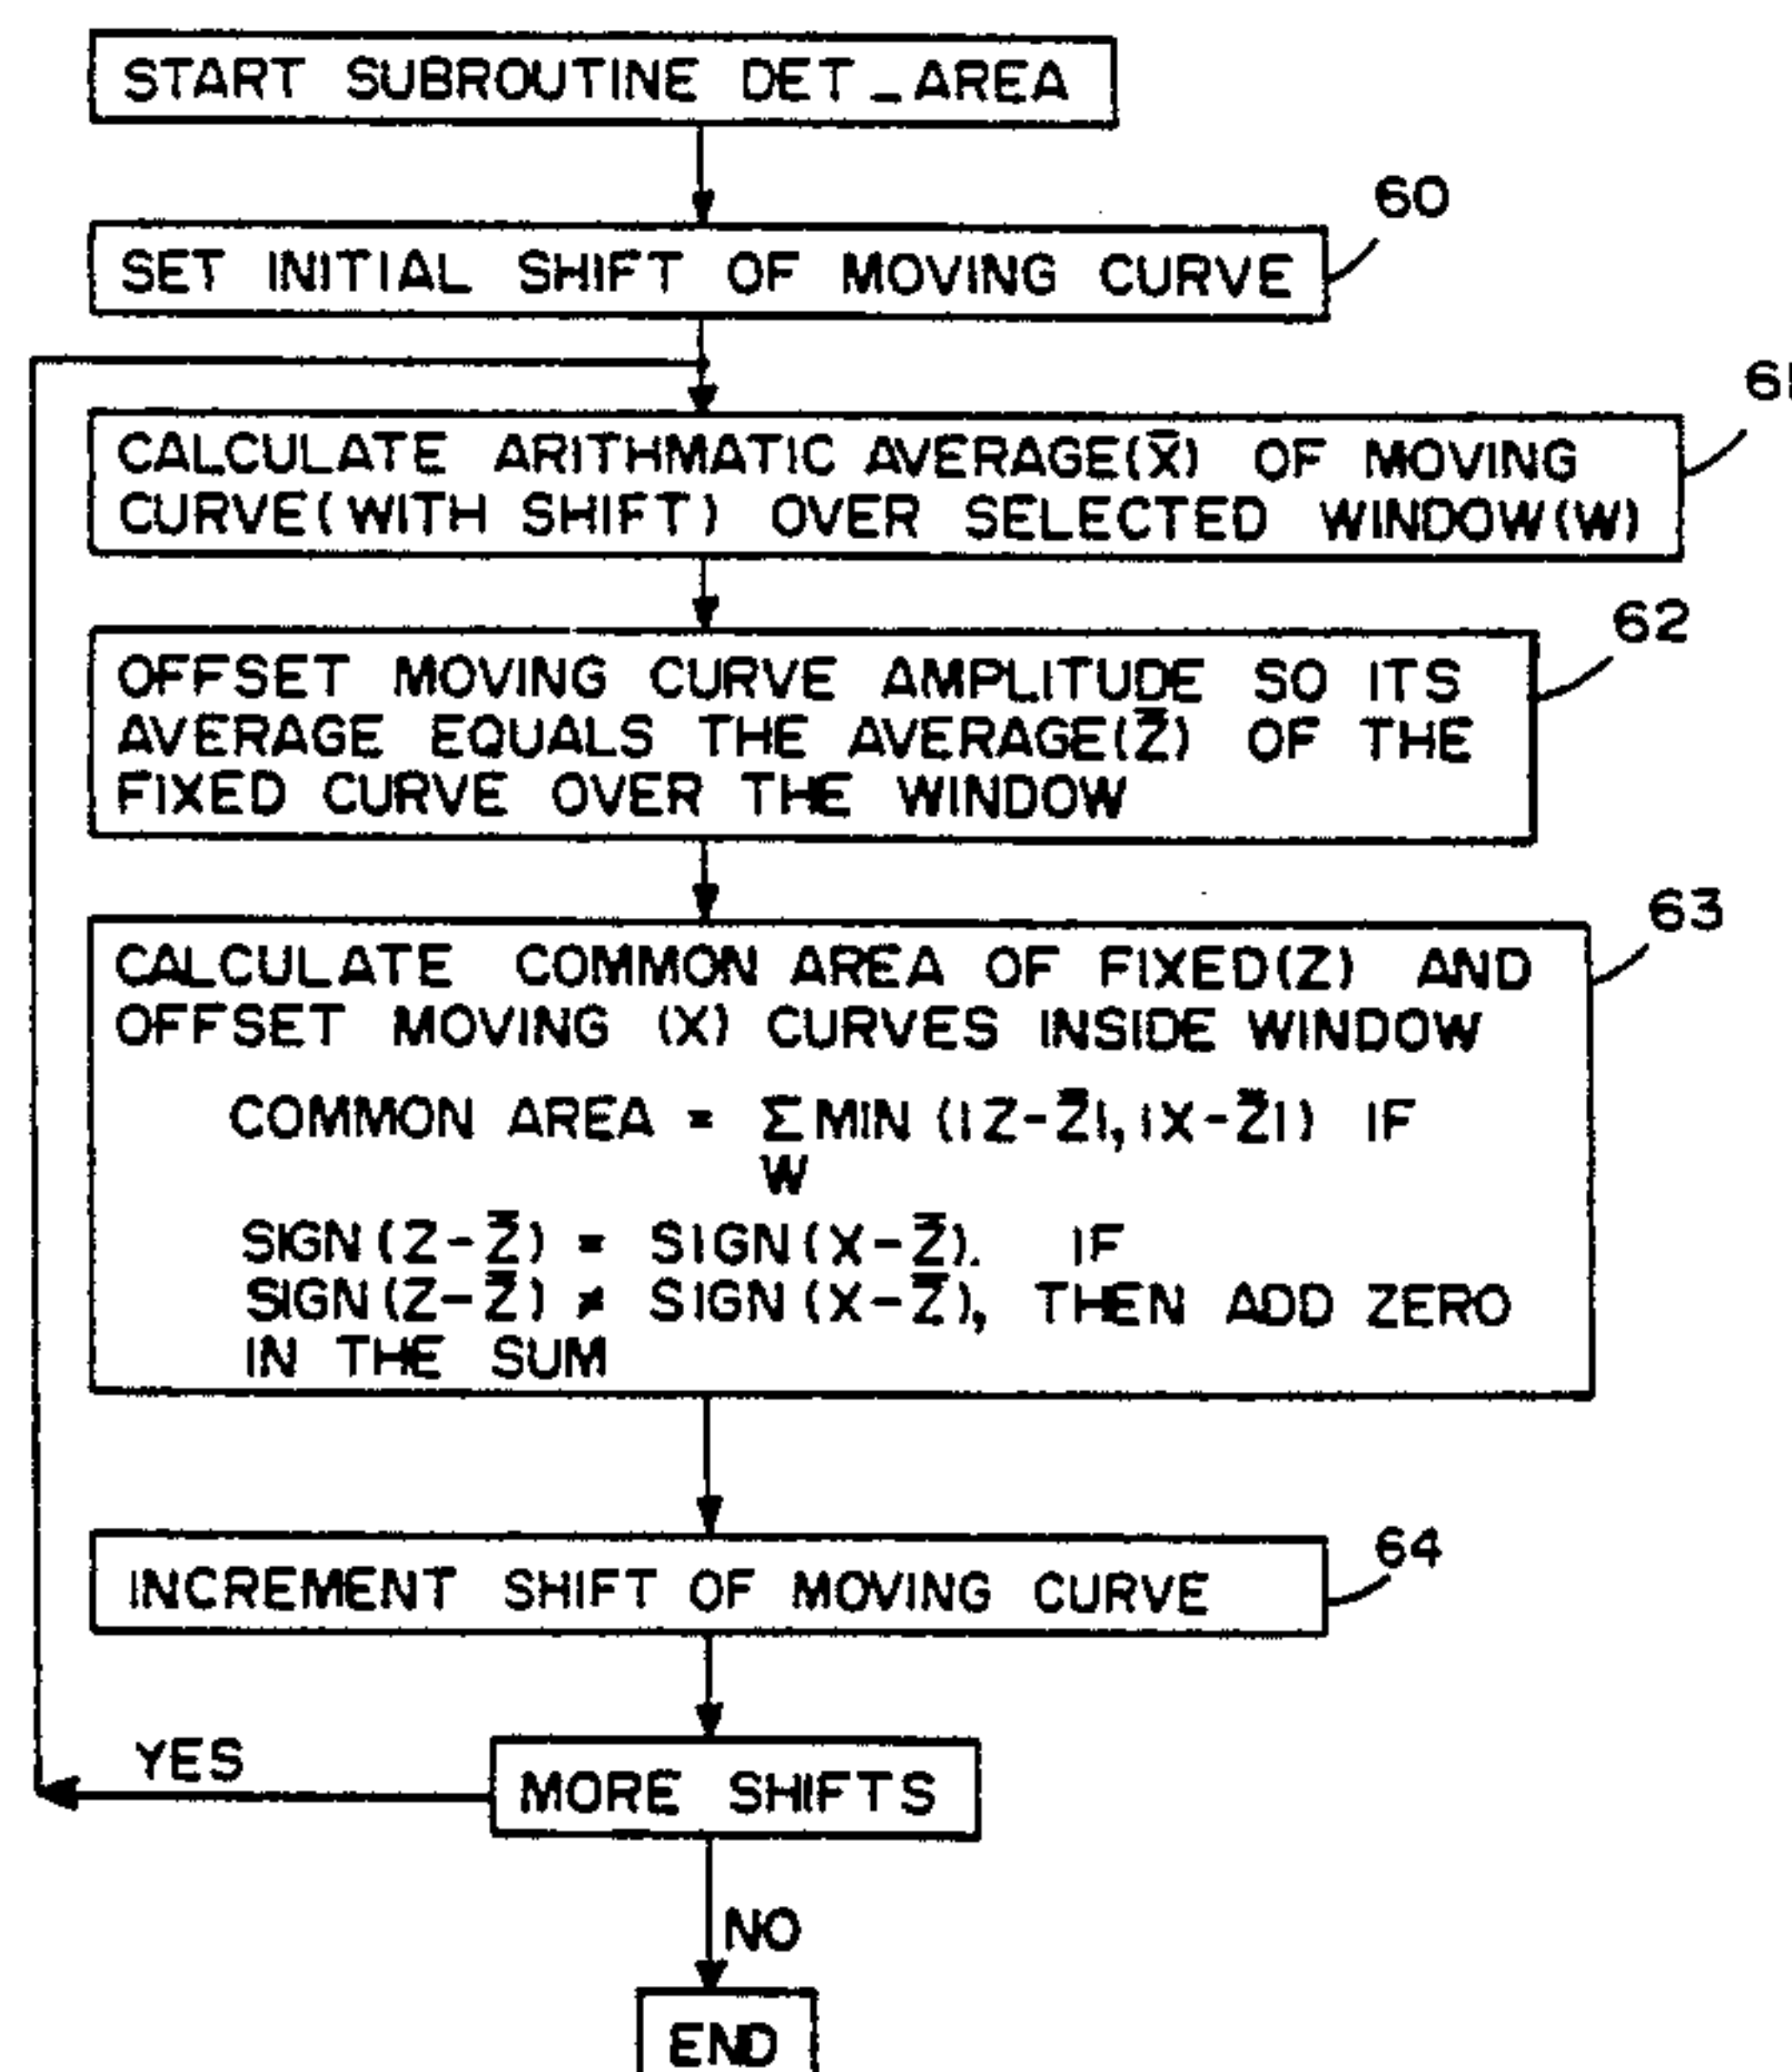 START SUBROUTINE DET_AREA
60
SET INITIAL SHIFT OF MOVING CURVE
CALCULATE ARITHMATIC AVERAGE(X̄) OF MOVING
CURVE(WITH SHIFT) OVER SELECTED WINDOW(W)
62
OFFSET MOVING CURVE AMPLITUDE SO ITS
AVERAGE EQUALS THE AVERAGE(Z̄) OF THE
FIXED CURVE OVER THE WINDOW
63
CALCULATE COMMON AREA OF FIXED(Z) AND
OFFSET MOVING (X) CURVES INSIDE WINDOW
COMMON AREA = Σ MIN (|Z-Z̄|, |X-Z̄|) IF
W
SIGN(Z-Z̄) = SIGN(X-Z̄). IF
SIGN(Z-Z̄) ≠ SIGN(X-Z̄), THEN ADD ZERO
IN THE SUM
64
INCREMENT SHIFT OF MOVING CURVE
YES
MORE SHIFTS
NO
END